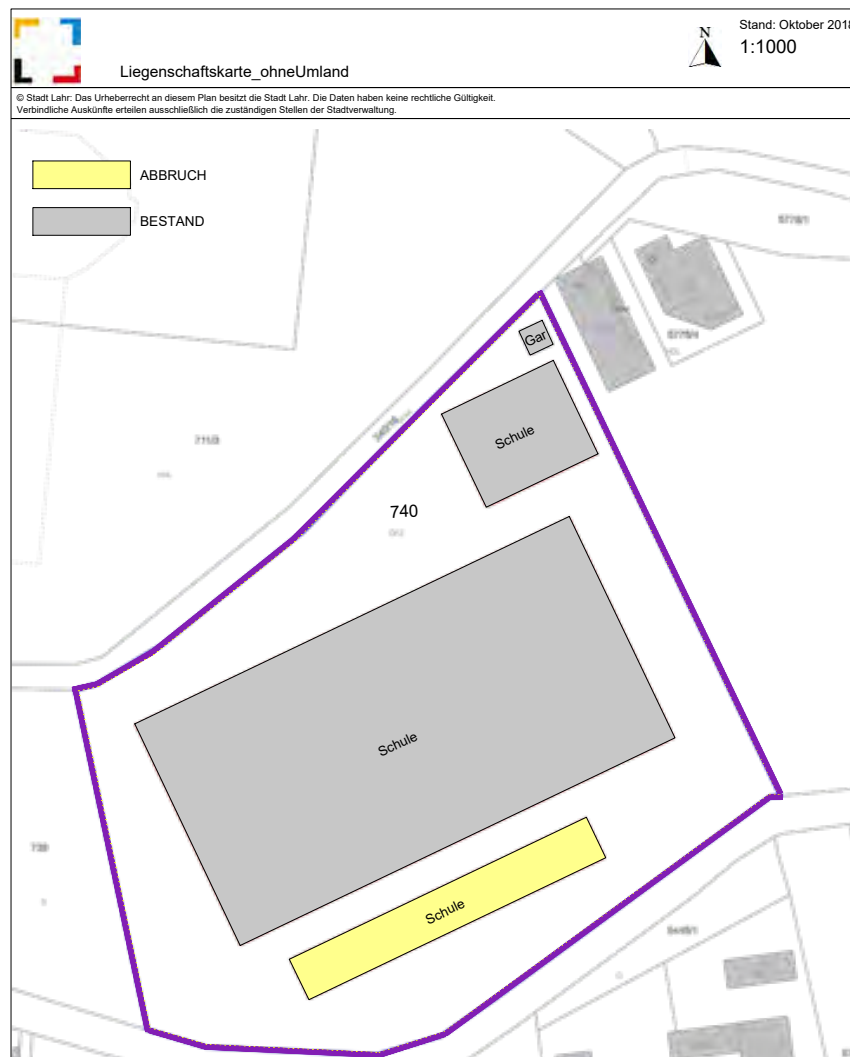 Stand: Oktober 2018
N
1:1000
Liegenschaftskarte_ohneUmland
© Stadt Lahr: Das Urheberrecht an diesem Plan besitzt die Stadt Lahr. Die Daten haben keine rechtliche Gültigkeit.
Verbindliche Auskünfte erteilen ausschließlich die zuständigen Stellen der Stadtverwaltung.
ABBRUCH
BESTAND
Gar
Schule
740
Schule
Schule